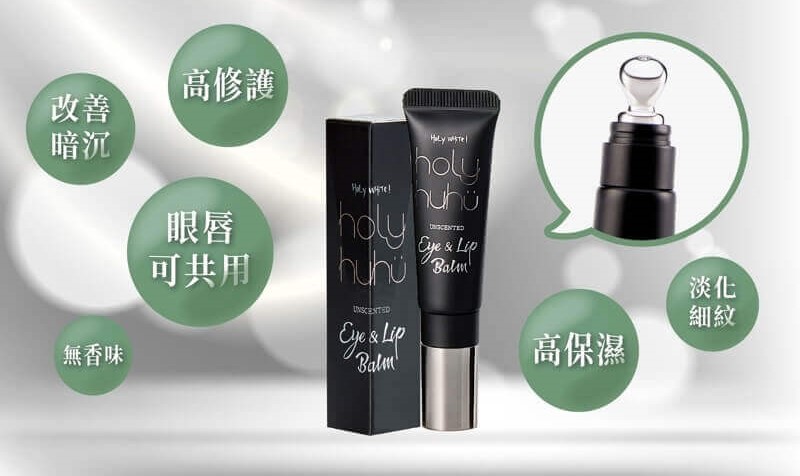 改善
暗沉
高修護
眼唇
可共用
無香味
HOLY WHITE!
holy
huhü
UNSCENTED
Eye & Lip
Balm
HOLY WHITE!
holy
huhü
UNSCENTED
Eye & Lip
Balm
高保濕
淡化
細紋